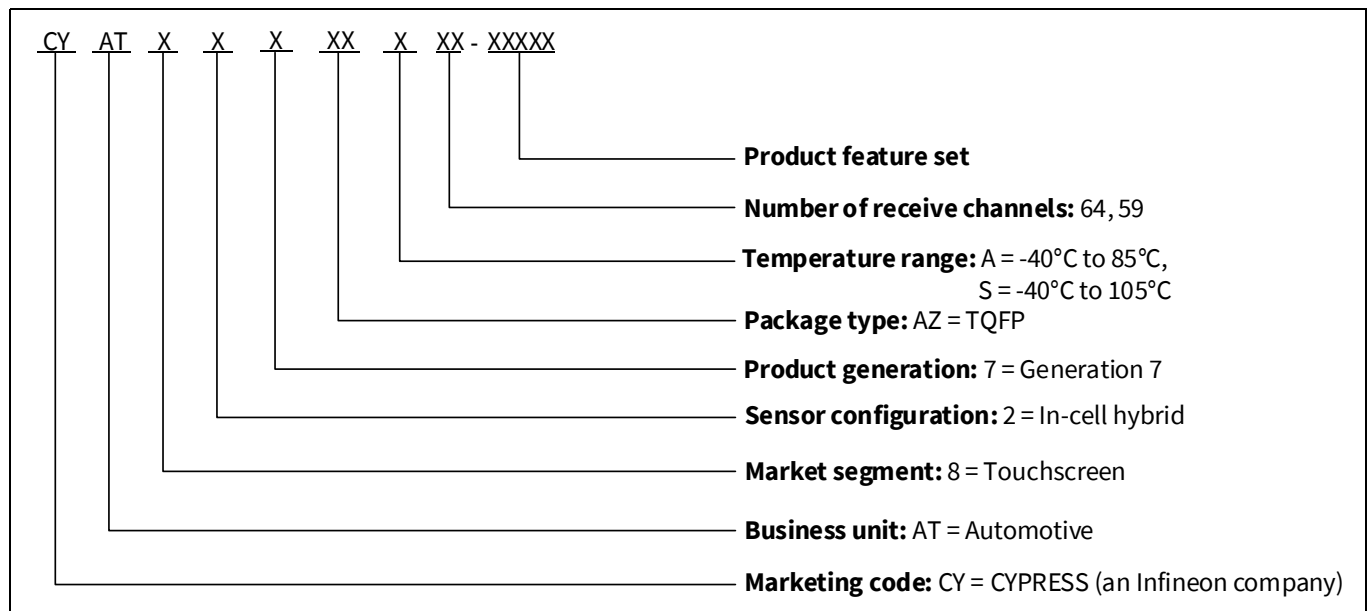 CY AT X X X XX X XX - XXXXX
Product feature set
Number of receive channels: 64, 59
Temperature range: A = -40°C to 85°C,
S = -40°C to 105°C
Package type: AZ = TQFP
Product generation: 7 = Generation 7
Sensor configuration: 2 = In-cell hybrid
Market segment: 8 = Touchscreen
Business unit: AT = Automotive
Marketing code: CY = CYPRESS (an Infineon company)